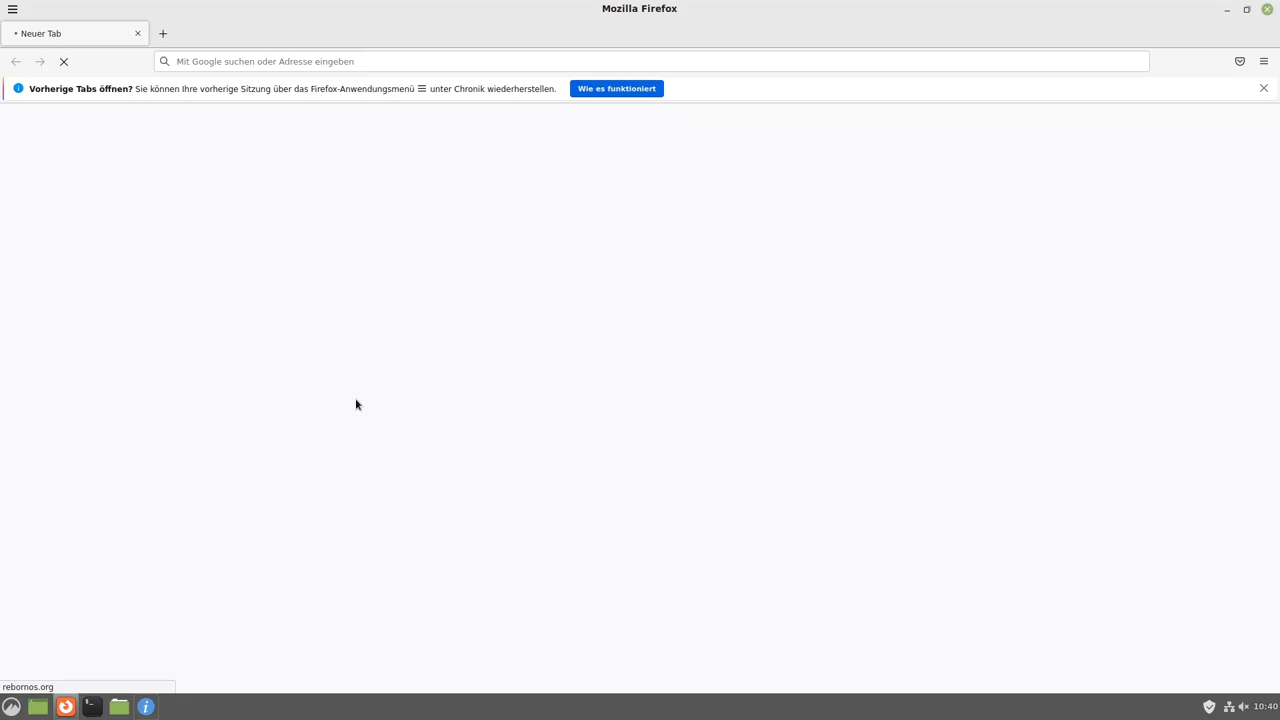 Mozilla Firefox
Neuer Tab
Mit Google suchen oder Adresse eingeben
Vorherige Tabs öffnen? Sie können Ihre vorherige Sitzung über das Firefox-Anwendungsmenü ☰ unter Chronik wiederherstellen. Wie es funktioniert
rebornos.org
10:40